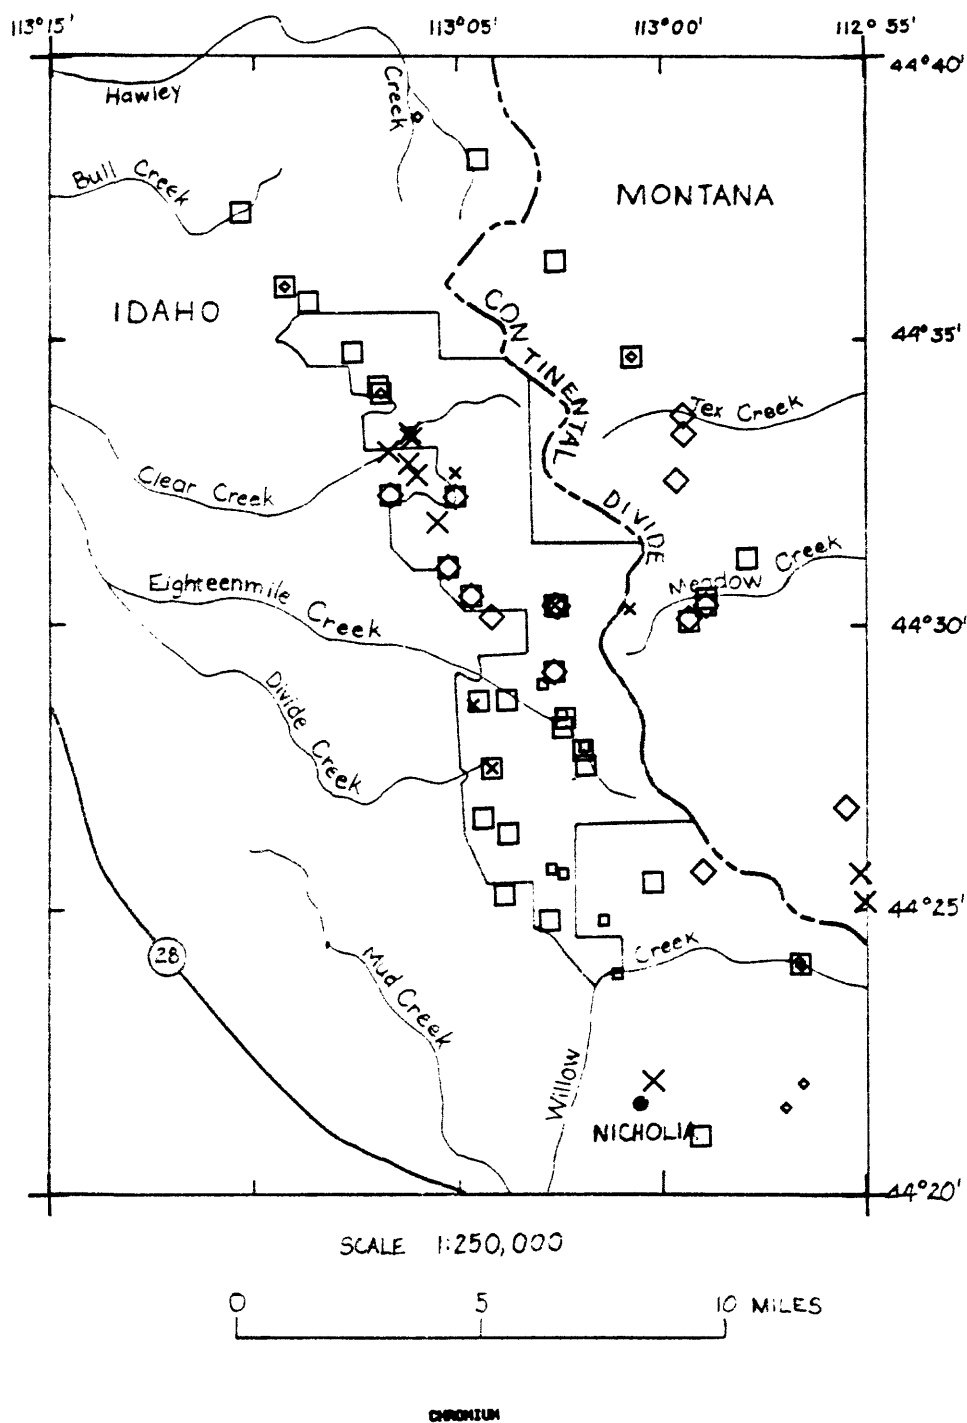 113°15' 113°05' 113°00' 112°55'
44°40'
Hawley Creek
Bull Creek
MONTANA
IDAHO
CONTINENTAL DIVIDE
44°35'
Tex Creek
Clear Creek
Meadow Creek
Eighteenmile Creek
44°30'
Divide Creek
44°25'
28
Mud Creek
Willow Creek
NICHOLIA
44°20'
SCALE 1:250,000
0 5 10 MILES
CHROMIUM